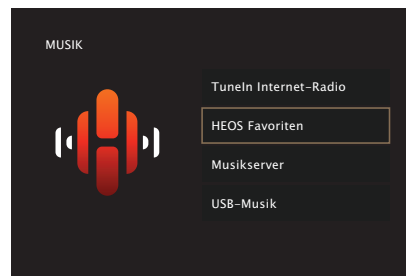 MUSIK
TuneIn Internet-Radio
HEOS Favoriten
Musikserver
USB-Musik